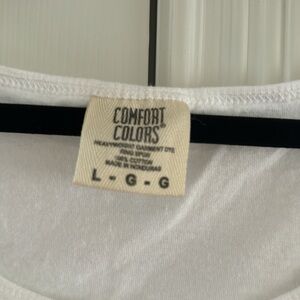 COMFORT
COLORS®
HEAVYWEIGHT GARMENT DYE
RING SPUN
100% COTTON
MADE IN HONDURAS
L - G - G